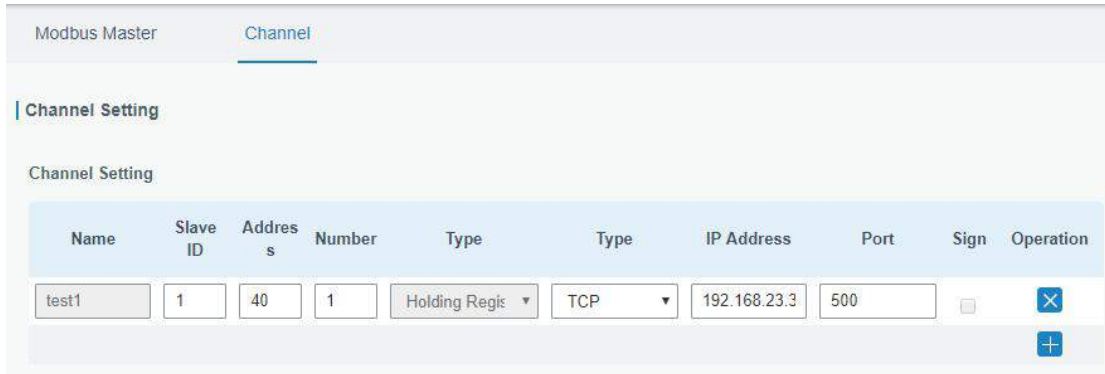 Modbus Master Channel
Channel Setting
Channel Setting
Name Slave ID Addres s Number Type Type IP Address Port Sign Operation
test1 1 40 1 Holding Regis TCP 192.168.23.3 500